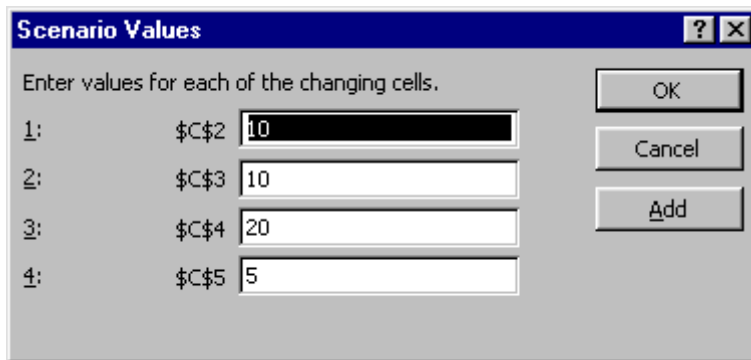 Scenario Values
? X
Enter values for each of the changing cells.
OK
1: $C$2 10
Cancel
2: $C$3 10
Add
3: $C$4 20
4: $C$5 5